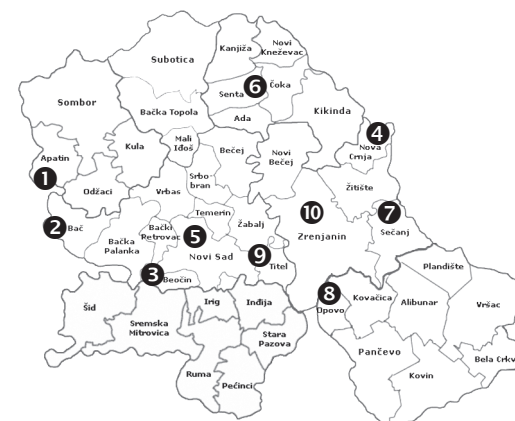 Subotica
Kanjiža
Novi
Kneževac
Senta
6
Čoka
Ada
Sombor
Bačka Topola
Kikinda
4
Nova
Crnja
Apatin
1
Kula
Mali
Iđoš
Bečej
Novi
Bečej
Odžaci
Vrbas
Srbo-
bran
Žitište
2
Bač
Bačka
Palanka
Bački
Petrovac
Temerin
5
Novi Sad
Žabalj
10
Zrenjanin
7
Sečanj
9
Titel
3
Beočin
8
Opovo
Kovačica
Alibunar
Plandište
Vršac
Šid
Sremska
Mitrovica
Irig
Inđija
Stara
Pazova
Ruma
Pećinci
Pančevo
Kovin
Bela Crkv